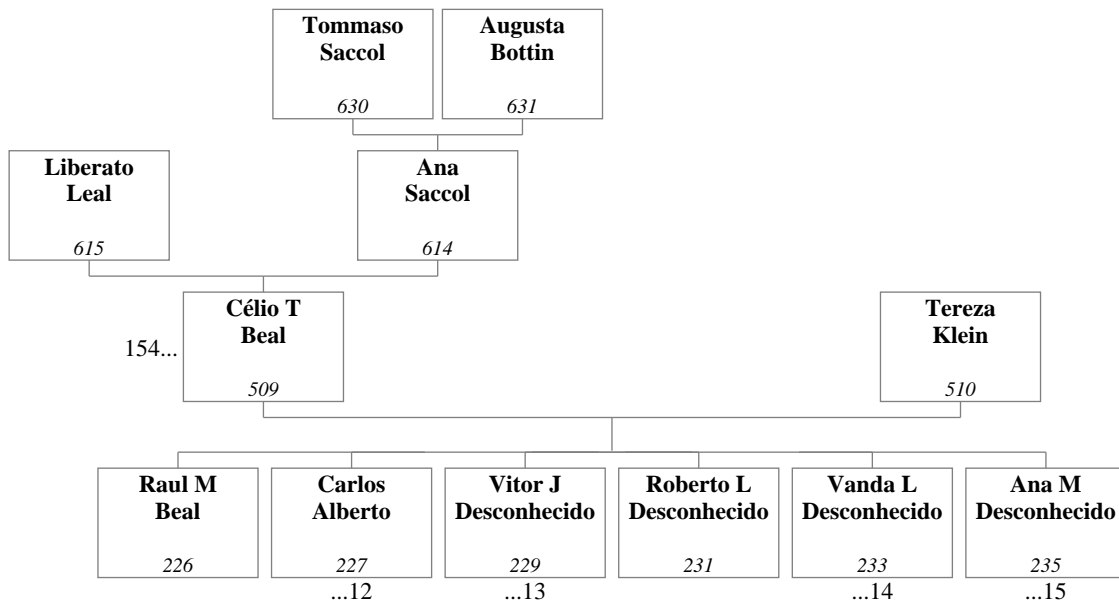 Tommaso
Saccol
630
Augusta
Bottin
631
Liberato
Leal
615
Ana
Saccol
614
154...
Célio T
Beal
509
Tereza
Klein
510
Raul M
Beal
226
Carlos
Alberto
227
...12
Vitor J
Desconhecido
229
...13
Roberto L
Desconhecido
231
Vanda L
Desconhecido
233
...14
Ana M
Desconhecido
235
...15